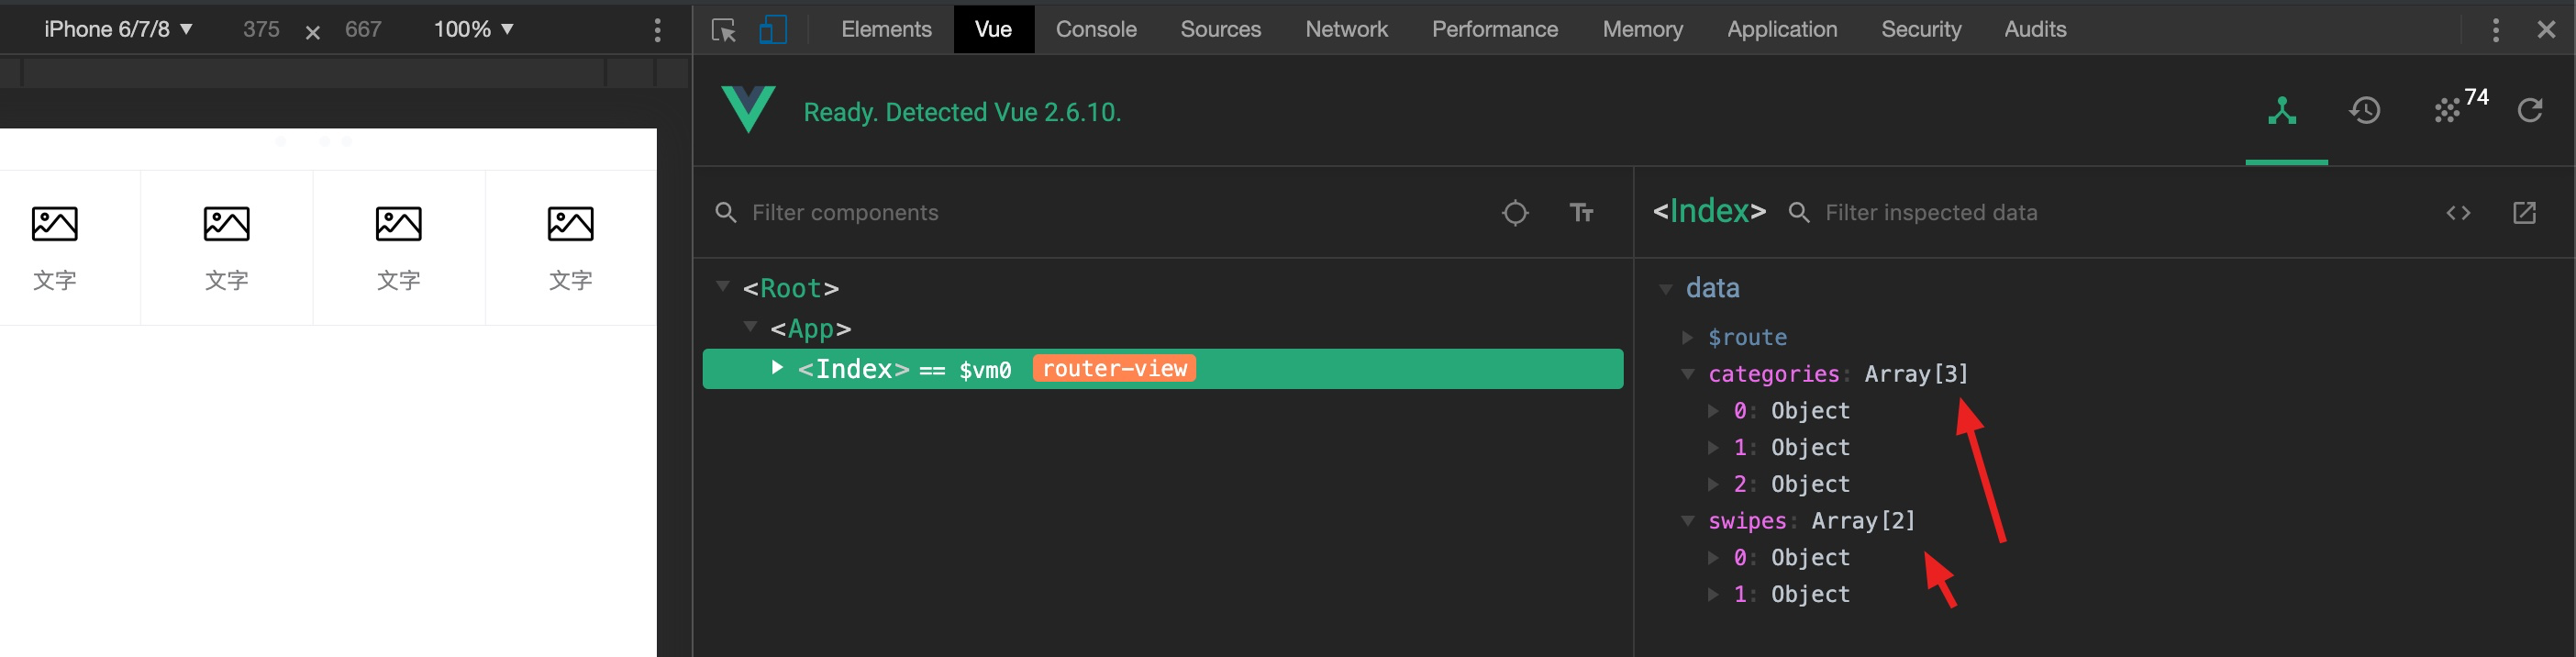 iPhone 6/7/8 ▼ 375 × 667 100% ▼
Elements Vue Console Sources Network Performance Memory Application Security Audits
Ready. Detected Vue 2.6.10.
74
Filter components
<Index> Filter inspected data
文字 文字 文字 文字
<Root>
<App>
<Index> == $vm0 router-view
data
$route
categories: Array[3]
0: Object
1: Object
2: Object
swipes: Array[2]
0: Object
1: Object